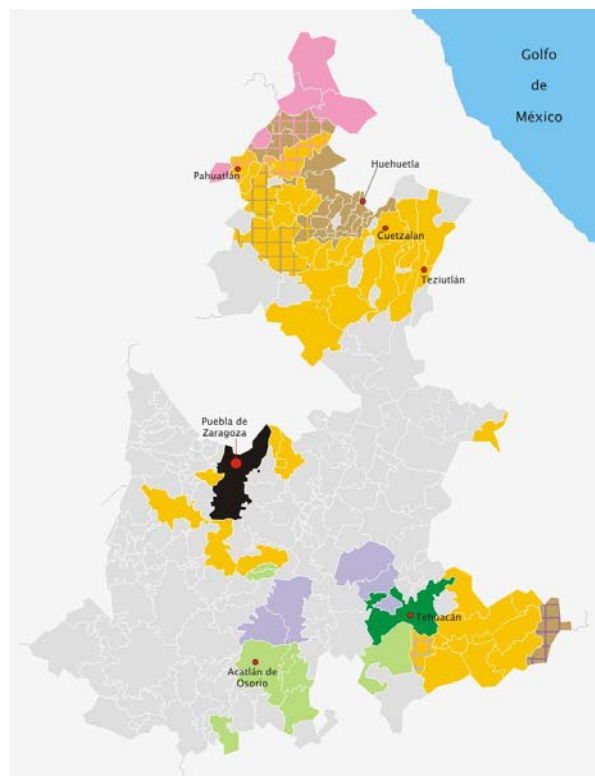 Golfo
de
México
Huehuetla
Pahuatlán
Cuetzalan
Teziutlán
Puebla de
Zaragoza
Tehuacán
Acatlán de
Osorio